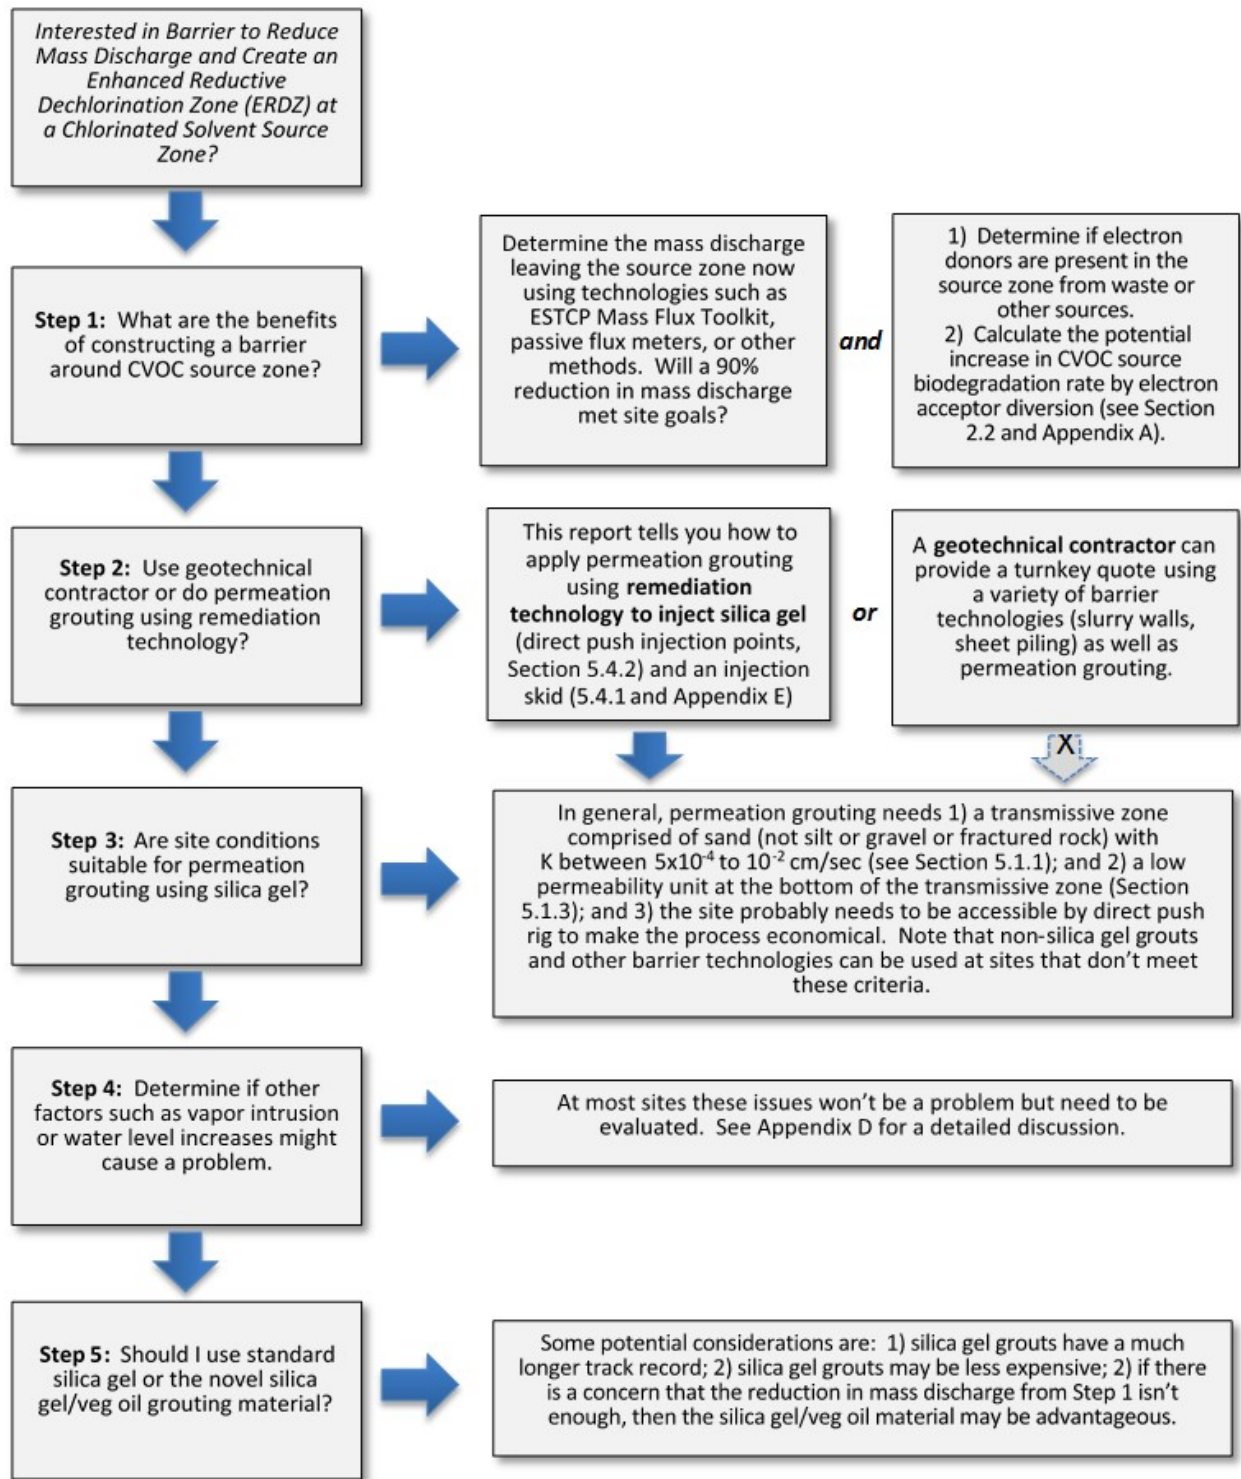 Interested in Barrier to Reduce
Mass Discharge and Create an
Enhanced Reductive
Dechlorination Zone (ERDZ) at
a Chlorinated Solvent Source
Zone?
Step 1: What are the benefits
of constructing a barrier
around CVOC source zone?
Determine the mass discharge
leaving the source zone now
using technologies such as
ESTCP Mass Flux Toolkit,
passive flux meters, or other
methods. Will a 90%
reduction in mass discharge
met site goals?
and
1) Determine if electron
donors are present in the
source zone from waste or
other sources.
2) Calculate the potential
increase in CVOC source
biodegradation rate by electron
acceptor diversion (see Section
2.2 and Appendix A).
Step 2: Use geotechnical
contractor or do permeation
grouting using remediation
technology?
This report tells you how to
apply permeation grouting
using remediation
technology to inject silica gel
(direct push injection points,
Section 5.4.2) and an injection
skid (5.4.1 and Appendix E)
or
A geotechnical contractor can
provide a turnkey quote using
a variety of barrier
technologies (slurry walls,
sheet piling) as well as
permeation grouting.
X
Step 3: Are site conditions
suitable for permeation
grouting using silica gel?
In general, permeation grouting needs 1) a transmissive zone
comprised of sand (not silt or gravel or fractured rock) with
K between 5x10⁻⁴ to 10⁻² cm/sec (see Section 5.1.1); and 2) a low
permeability unit at the bottom of the transmissive zone (Section
5.1.3); and 3) the site probably needs to be accessible by direct push
rig to make the process economical. Note that non-silica gel grouts
and other barrier technologies can be used at sites that don't meet
these criteria.
Step 4: Determine if other
factors such as vapor intrusion
or water level increases might
cause a problem.
At most sites these issues won't be a problem but need to be
evaluated. See Appendix D for a detailed discussion.
Step 5: Should I use standard
silica gel or the novel silica
gel/veg oil grouting material?
Some potential considerations are: 1) silica gel grouts have a much
longer track record; 2) silica gel grouts may be less expensive; 2) if there
is a concern that the reduction in mass discharge from Step 1 isn't
enough, then the silica gel/veg oil material may be advantageous.